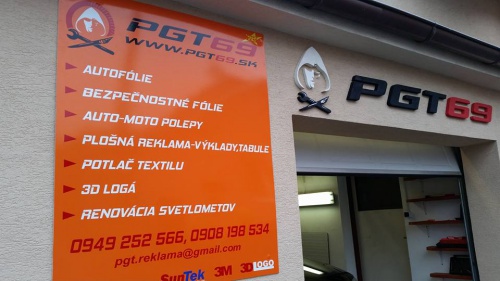 PGT69
www.PGT69.SK
AUTOFÓLIE
BEZPEČNOSTNÉ FÓLIE
AUTO-MOTO POLEPY
PLOŠNÁ REKLAMA-VÝKLADY,TABULE
POTLAČ TEXTILU
3D LOGÁ
RENOVÁCIA SVETLOMETOV
0949 252 566, 0908 198 534
pgt.reklama@gmail.com
SunTek 3M 3D LOGO
PGT69